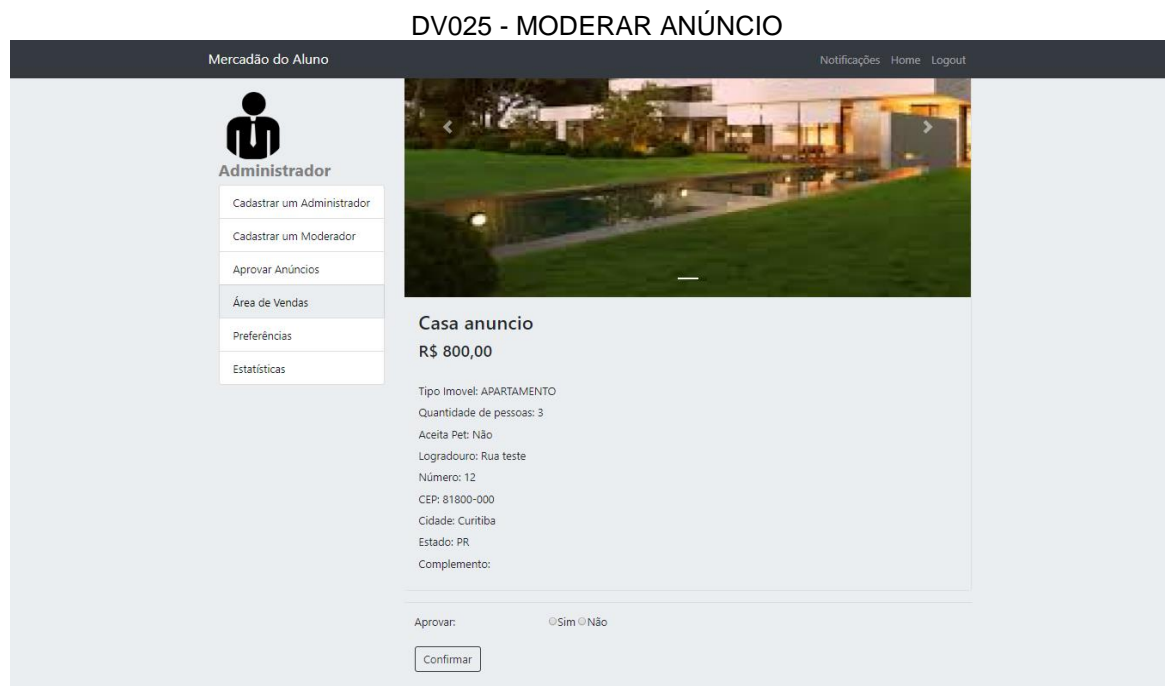 DV025 - MODERAR ANÚNCIO
Mercadão do Aluno
Notificações Home Logout
Administrador
Cadastrar um Administrador
Cadastrar um Moderador
Aprovar Anúncios
Área de Vendas
Preferências
Estatísticas
Casa anuncio
R$ 800,00
Tipo Imovel: APARTAMENTO
Quantidade de pessoas: 3
Aceita Pet: Não
Logradouro: Rua teste
Número: 12
CEP: 81800-000
Cidade: Curitiba
Estado: PR
Complemento:
Aprovar: Sim Não
Confirmar